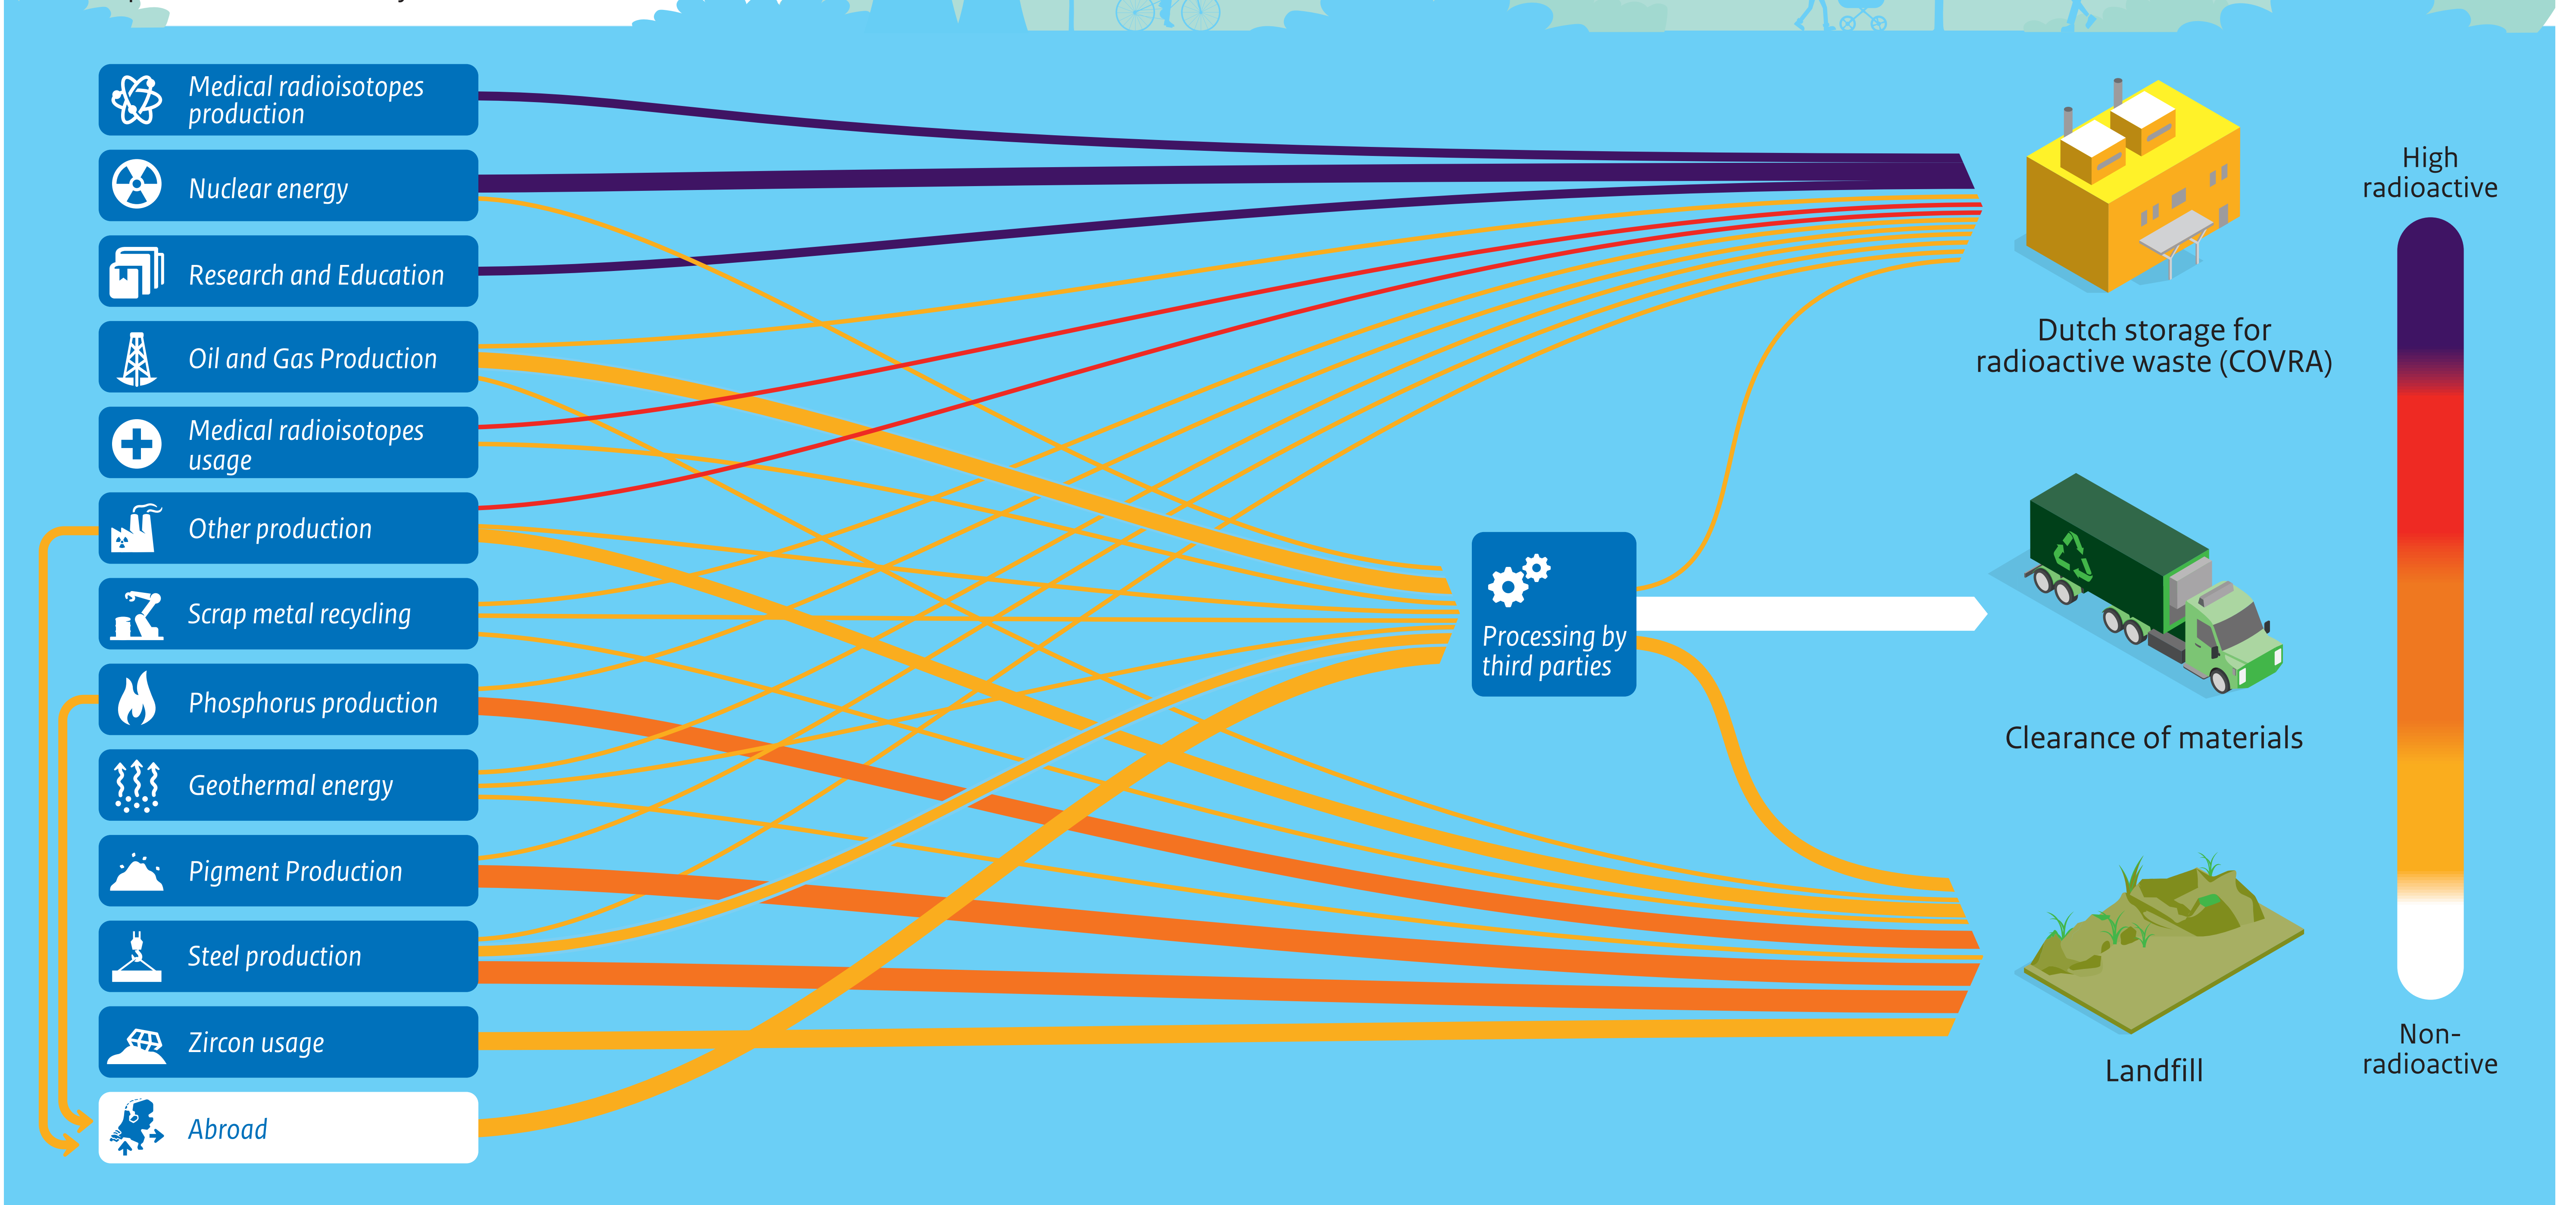 Medical radioisotopes
production
Nuclear energy
Research and Education
Oil and Gas Production
Medical radioisotopes
usage
Other production
Scrap metal recycling
Phosphorus production
Geothermal energy
Pigment Production
Steel production
Zircon usage
Abroad
Processing by
third parties
Dutch storage for
radioactive waste (COVRA)
Clearance of materials
Landfill
High
radioactive
Non-
radioactive